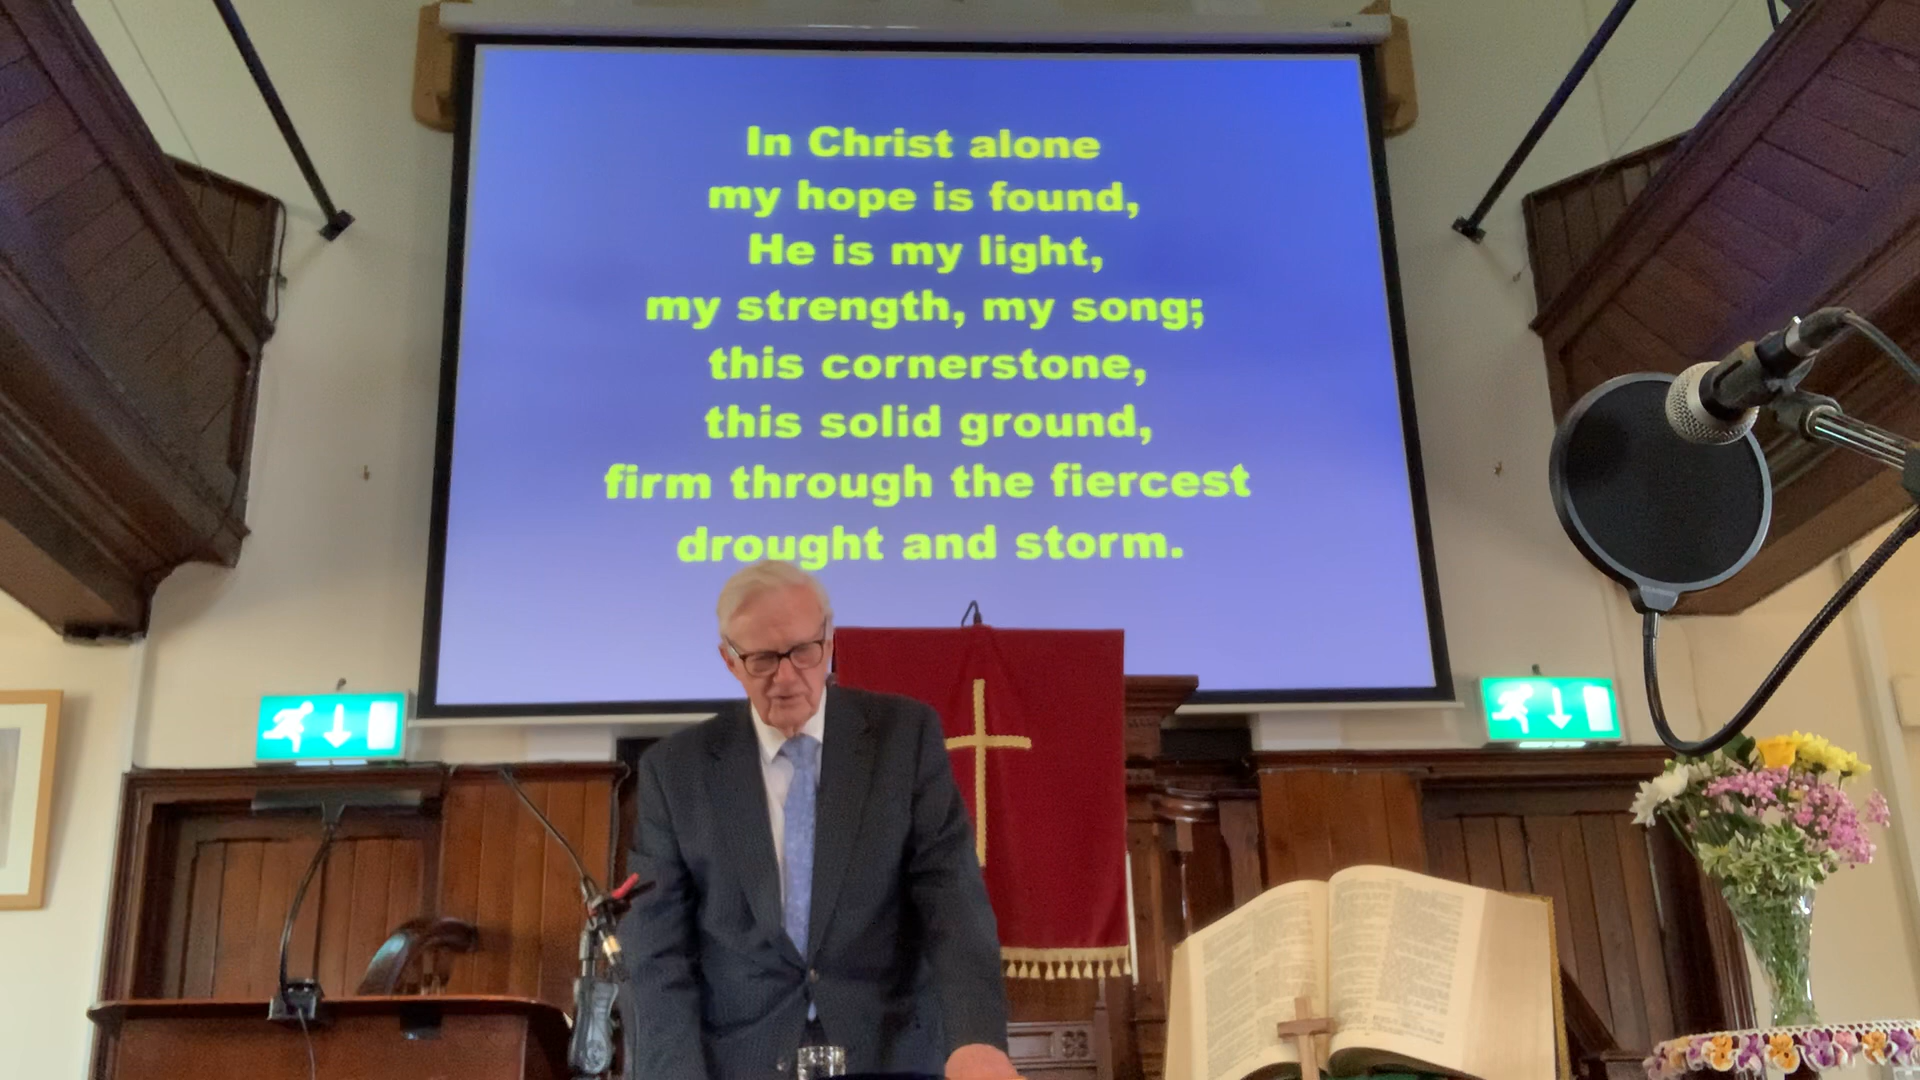 In Christ alone
my hope is found,
He is my light,
my strength, my song;
this cornerstone,
this solid ground,
firm through the fiercest
drought and storm.